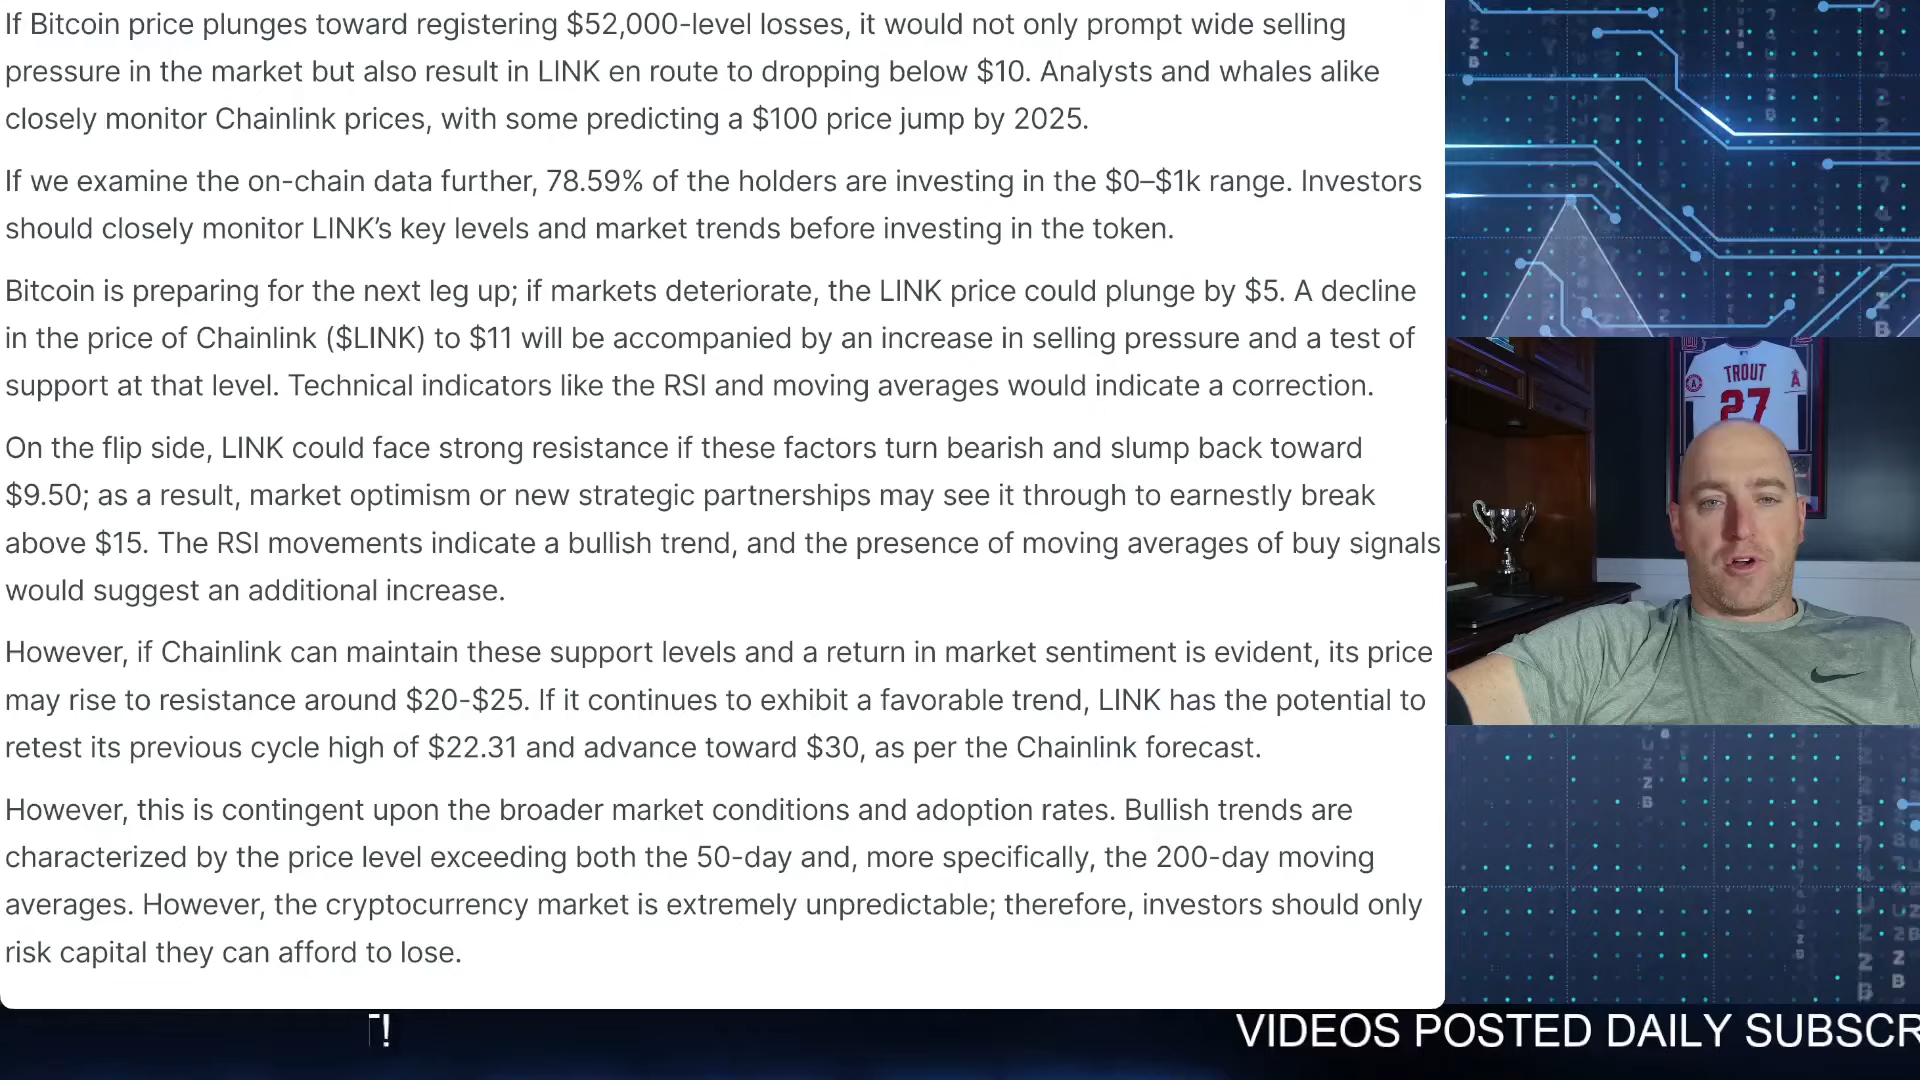 If Bitcoin price plunges toward registering $52,000-level losses, it would not only prompt wide selling
pressure in the market but also result in LINK en route to dropping below $10. Analysts and whales alike
closely monitor Chainlink prices, with some predicting a $100 price jump by 2025.
If we examine the on-chain data further, 78.59% of the holders are investing in the $0–$1k range. Investors
should closely monitor LINK’s key levels and market trends before investing in the token.
Bitcoin is preparing for the next leg up; if markets deteriorate, the LINK price could plunge by $5. A decline
in the price of Chainlink ($LINK) to $11 will be accompanied by an increase in selling pressure and a test of
support at that level. Technical indicators like the RSI and moving averages would indicate a correction.
On the flip side, LINK could face strong resistance if these factors turn bearish and slump back toward
$9.50; as a result, market optimism or new strategic partnerships may see it through to earnestly break
above $15. The RSI movements indicate a bullish trend, and the presence of moving averages of buy signals
would suggest an additional increase.
However, if Chainlink can maintain these support levels and a return in market sentiment is evident, its price
may rise to resistance around $20-$25. If it continues to exhibit a favorable trend, LINK has the potential to
retest its previous cycle high of $22.31 and advance toward $30, as per the Chainlink forecast.
However, this is contingent upon the broader market conditions and adoption rates. Bullish trends are
characterized by the price level exceeding both the 50-day and, more specifically, the 200-day moving
averages. However, the cryptocurrency market is extremely unpredictable; therefore, investors should only
risk capital they can afford to lose.
TROUT
27
VIDEOS POSTED DAILY SUBSCR